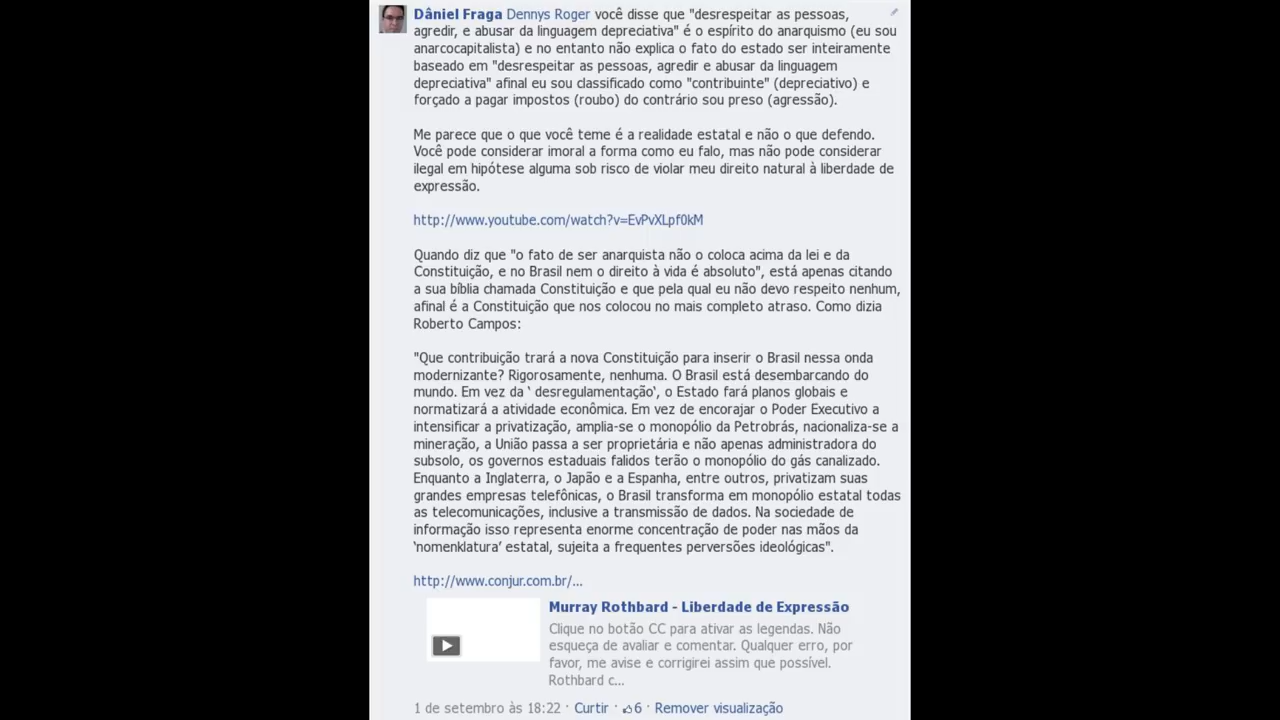 Dâniel Fraga Dennys Roger você disse que "desrespeitar as pessoas,
agredir, e abusar da linguagem depreciativa" é o espírito do anarquismo (eu sou
anarcocapitalista) e no entanto não explica o fato do estado ser inteiramente
baseado em "desrespeitar as pessoas, agredir e abusar da linguagem
depreciativa" afinal eu sou classificado como "contribuinte" (depreciativo) e
forçado a pagar impostos (roubo) do contrário sou preso (agressão).
Me parece que o que você teme é a realidade estatal e não o que defendo.
Você pode considerar imoral a forma como eu falo, mas não pode considerar
ilegal em hipótese alguma sob risco de violar meu direito natural à liberdade de
expressão.
http://www.youtube.com/watch?v=EvPvXLpf0kM
Quando diz que "o fato de ser anarquista não o coloca acima da lei e da
Constituição, e no Brasil nem o direito à vida é absoluto", está apenas citando
a sua bíblia chamada Constituição e que pela qual eu não devo respeito nenhum,
afinal é a Constituição que nos colocou no mais completo atraso. Como dizia
Roberto Campos:
"Que contribuição trará a nova Constituição para inserir o Brasil nessa onda
modernizante? Rigorosamente, nenhuma. O Brasil está desembarcando do
mundo. Em vez da ‘ desregulamentação‘, o Estado fará planos globais e
normatizará a atividade econômica. Em vez de encorajar o Poder Executivo a
intensificar a privatização, amplia-se o monopólio da Petrobrás, nacionaliza-se a
mineração, a União passa a ser proprietária e não apenas administradora do
subsolo, os governos estaduais falidos terão o monopólio do gás canalizado.
Enquanto a Inglaterra, o Japão e a Espanha, entre outros, privatizam suas
grandes empresas telefônicas, o Brasil transforma em monopólio estatal todas
as telecomunicações, inclusive a transmissão de dados. Na sociedade de
informação isso representa enorme concentração de poder nas mãos da
‘nomenklatura’ estatal, sujeita a frequentes perversões ideológicas".
http://www.conjur.com.br/...
Murray Rothbard - Liberdade de Expressão
Clique no botão CC para ativar as legendas. Não
esqueça de avaliar e comentar. Qualquer erro, por
favor, me avise e corrigirei assim que possível.
Rothbard c...
1 de setembro às 18:22 · Curtir · 6 · Remover visualização